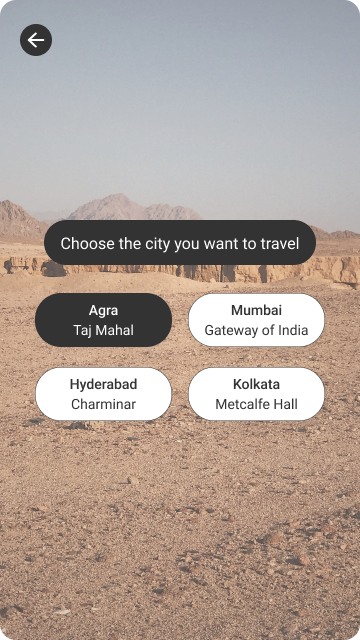 Choose the city you want to travel
Agra
Taj Mahal
Mumbai
Gateway of India
Hyderabad
Charminar
Kolkata
Metcalfe Hall